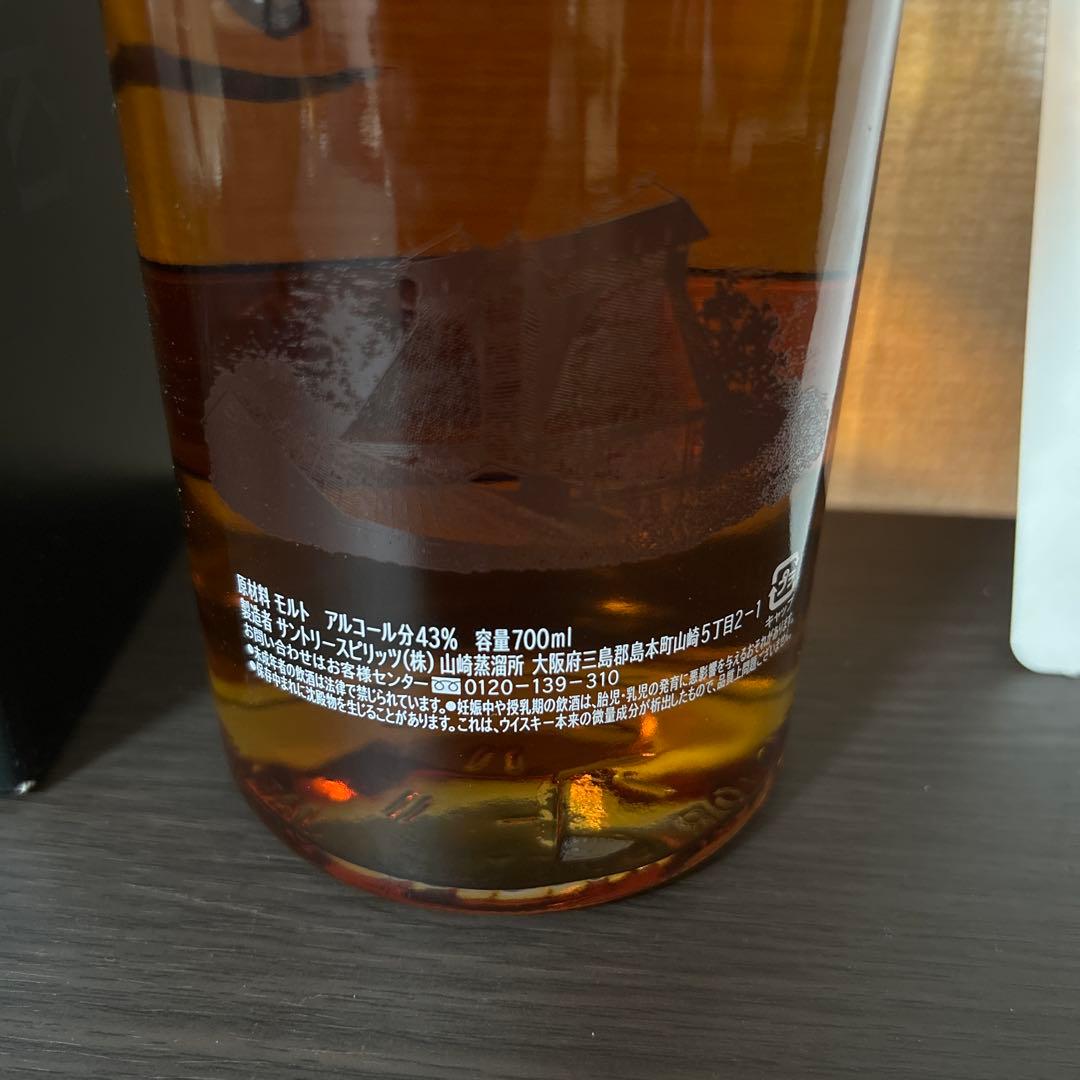 原材料 モルト アルコール分43% 容量700ml
製造者 サントリースピリッツ(株) 山崎蒸溜所 大阪府三島郡島本町山崎5丁目2-1
お問い合わせはお客様センター 0120-139-310
キャップ
●未成年者の飲酒は法律で禁じられています。●妊娠中や授乳期の飲酒は、胎児・乳児の発育に悪影響を与えるおそれがあります。
●保存中まれに沈殿物を生じることがあります。これは、ウイスキー本来の微量成分が析出したもので、品質上問題ございません。